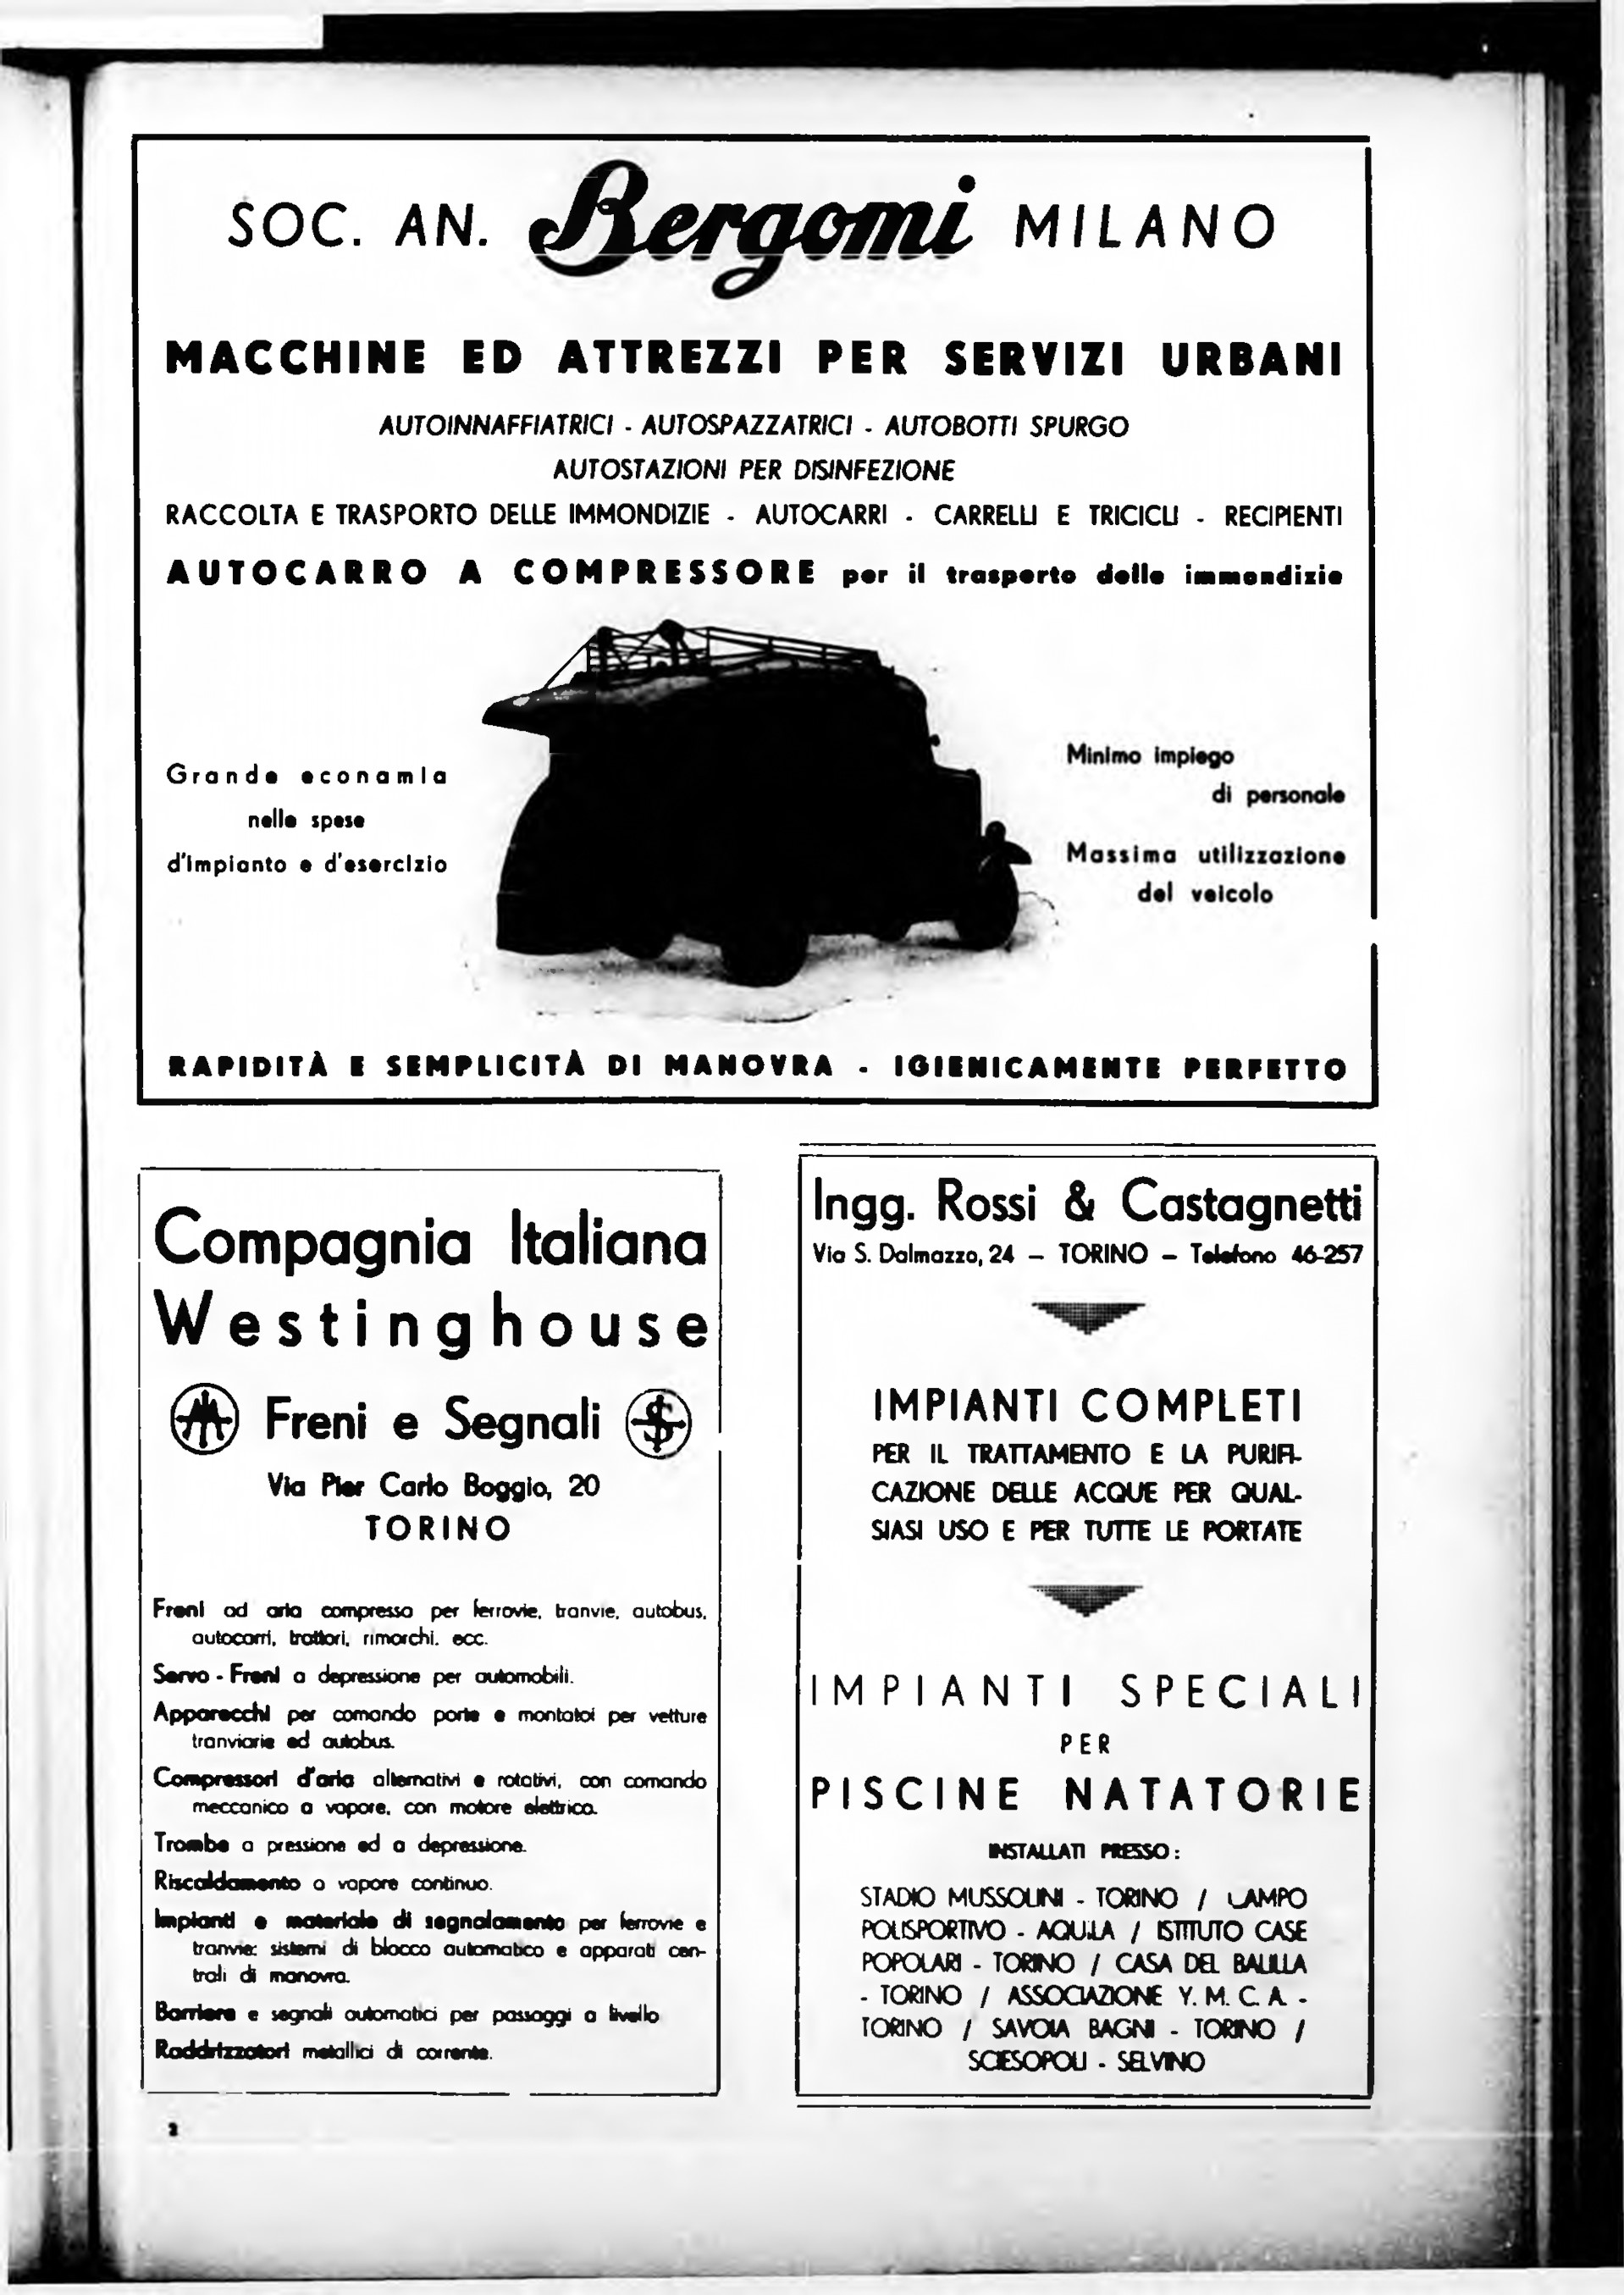 SOC. AN. Bergomi MILANO
MACCHINE ED ATTREZZI PER SERVIZI URBANI
AUTOINNAFFIATRICI - AUTOSPAZZATRICI - AUTOBOTTI SPURGO
AUTOSTAZIONI PER DISINFEZIONE
RACCOLTA E TRASPORTO DELLE IMMONDIZIE - AUTOCARRI - CARRELLI E TRICICLI - RECIPIENTI
AUTOCARRO A COMPRESSORE per il trasporto delle immondizie
Grande economia
nelle spese
d'impianto e d'esercizio
Minimo impiego
di personale
Massima utilizzazione
del veicolo
RAPIDITÀ E SEMPLICITÀ DI MANOVRA - IGIENICAMENTE PERFETTO
Compagnia Italiana
Westinghouse
Freni e Segnali
Via Pier Carlo Boggio, 20
TORINO
Freni ad aria compressa per ferrovie, tranvie, autobus,
autocarri, trattori, rimorchi, ecc.
Servo - Freni a depressione per automobili.
Apparecchi per comando porte e montatoi per vetture
tranviarie ed autobus.
Compressori d'aria alternativi e rotativi, con comando
meccanico a vapore, con motore elettrico.
Trombe a pressione ed a depressione.
Riscaldamento a vapore continuo.
Impianti e materiale di segnalamento per ferrovie e
tranvie: sistemi di blocco automatico e apparati cen-
trali di manovra.
Barriere e segnali automatici per passaggi a livello
Raddrizzatori metallici di corrente.
Ingg. Rossi & Castagnetti
Via S. Dalmazzo, 24 - TORINO - Telefono 46-257
IMPIANTI COMPLETI
PER IL TRATTAMENTO E LA PURIFI-
CAZIONE DELLE ACQUE PER QUAL-
SIASI USO E PER TUTTE LE PORTATE
IMPIANTI SPECIALI
PER
PISCINE NATATORIE
INSTALLATI PRESSO:
STADIO MUSSOLINI - TORINO / CAMPO
POLISPORTIVO - AQUILA / ISTITUTO CASE
POPOLARI - TORINO / CASA DEL BALILLA
- TORINO / ASSOCIAZIONE Y. M. C. A. -
TORINO / SAVOIA BAGNI - TORINO /
SCIESOPOLI - SELVINO
2